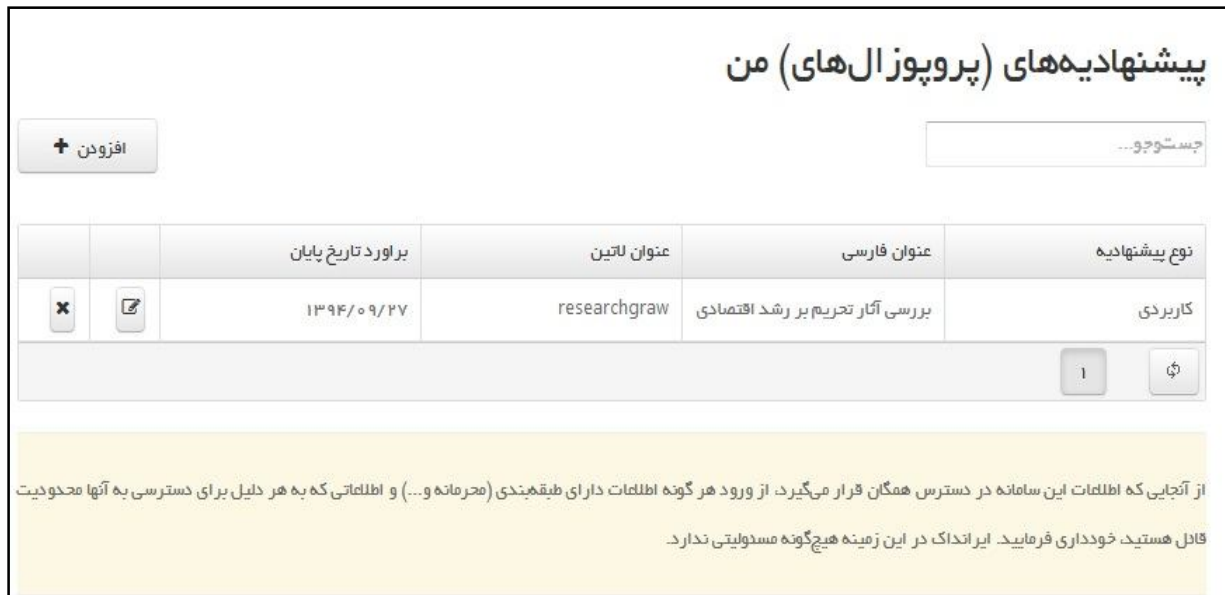 پیشنهادیه‌های (پروپوزال‌های) من
جست‌وجو...
افزودن +
نوع پیشنهادیه عنوان فارسی عنوان لاتین براورد تاریخ پایان
کاربردی بررسی آثار تحریم بر رشد اقتصادی researchgraw ۱۳۹۴/۰۹/۲۷
۱
از آنجایی که اطلاعات این سامانه در دسترس همگان قرار می‌گیرد، از ورود هر گونه اطلاعات دارای طبقه‌بندی (محرمانه و...) و اطلاعاتی که به هر دلیل برای دسترسی به آنها محدودیت
قائل هستید، خودداری فرمایید. ایرانداک در این زمینه هیچ‌گونه مسئولیتی ندارد.